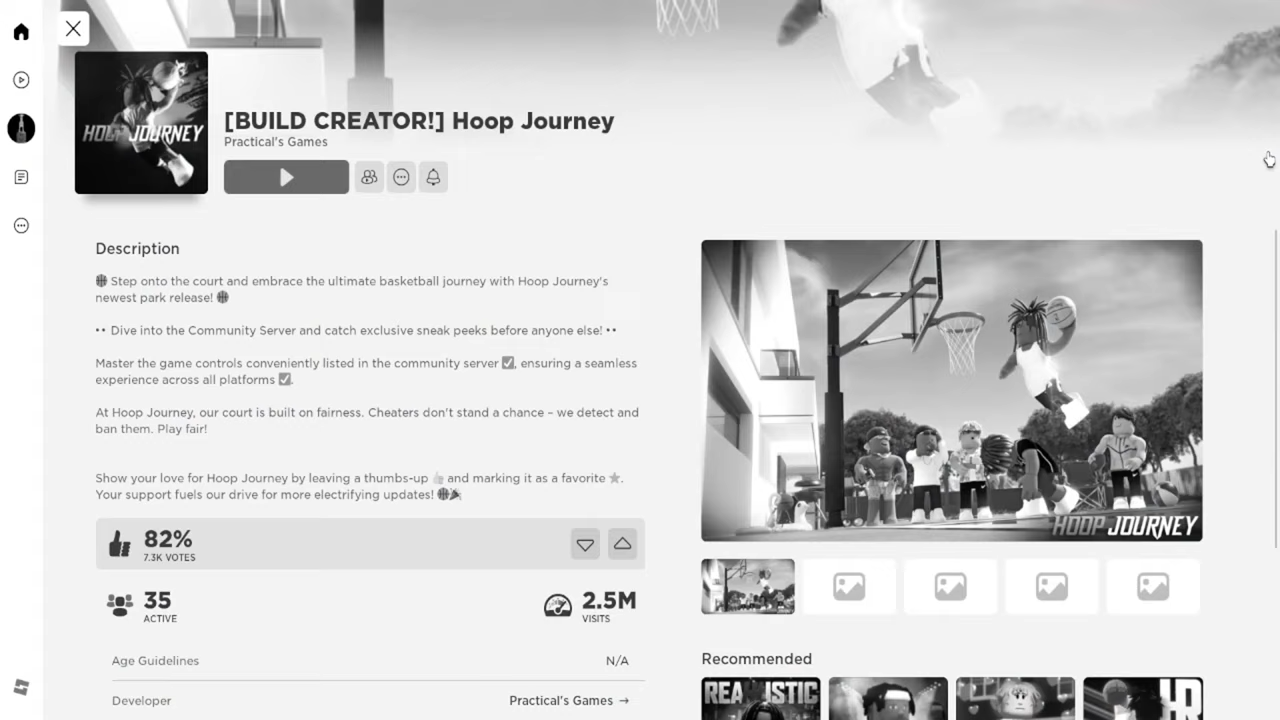 HOOP JOURNEY
[BUILD CREATOR!] Hoop Journey
Practical's Games
Description
Step onto the court and embrace the ultimate basketball journey with Hoop Journey's
newest park release!
•• Dive into the Community Server and catch exclusive sneak peeks before anyone else! ••
Master the game controls conveniently listed in the community server ☑, ensuring a seamless
experience across all platforms ☑.
At Hoop Journey, our court is built on fairness. Cheaters don't stand a chance – we detect and
ban them. Play fair!
Show your love for Hoop Journey by leaving a thumbs-up 👍 and marking it as a favorite ⭐.
Your support fuels our drive for more electrifying updates!
82%
7.3K VOTES
35
ACTIVE
2.5M
VISITS
Age Guidelines
N/A
Developer
Practical's Games →
HOOP JOURNEY
Recommended
REALISTIC
HR